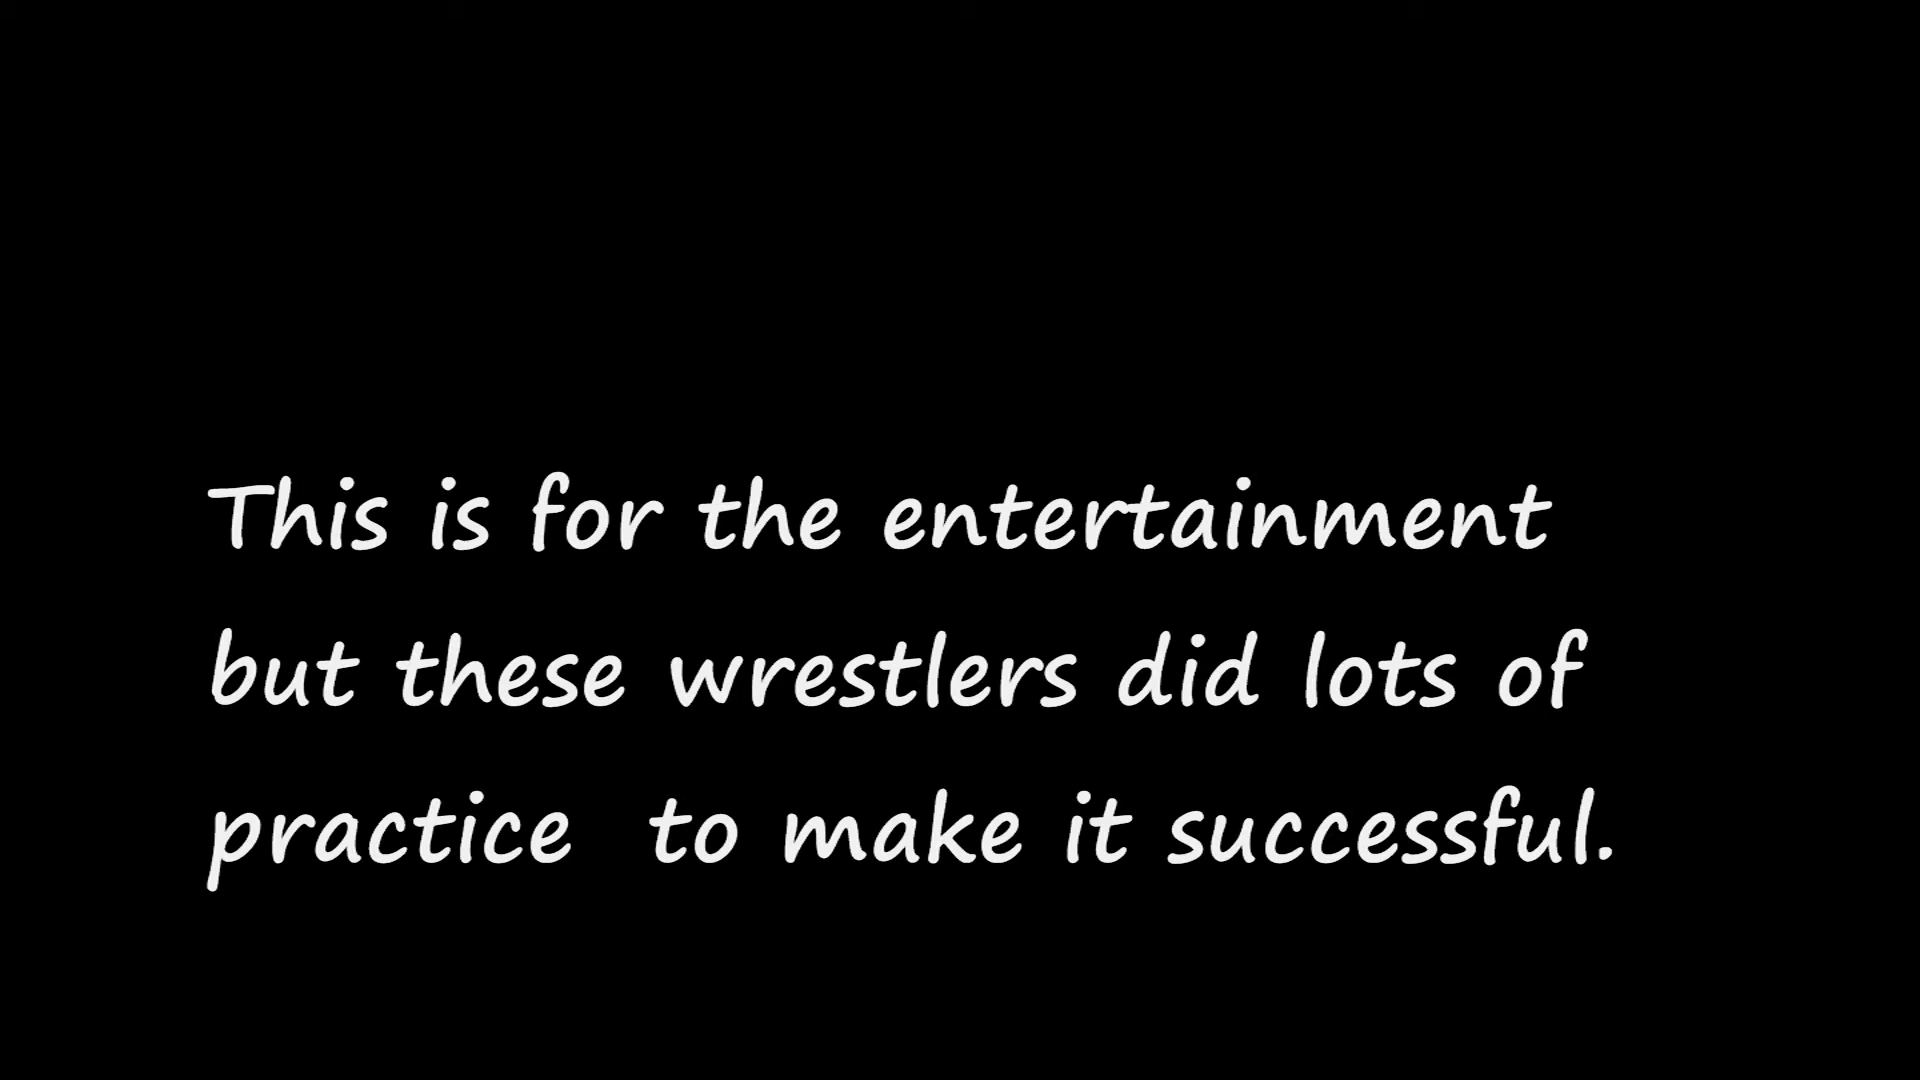 This is for the entertainment
but these wrestlers did lots of
practice  to make it successful.